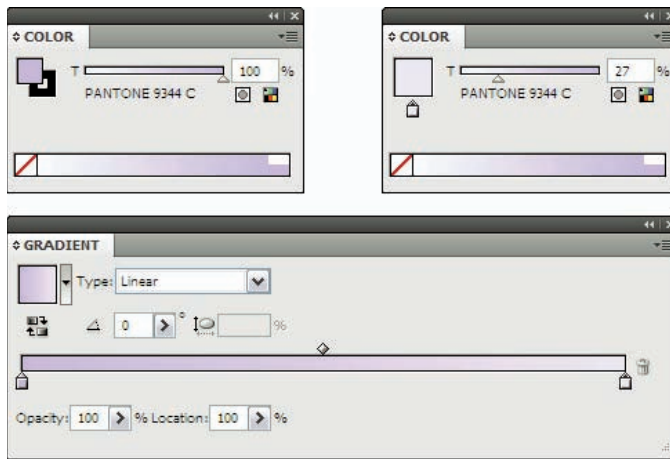 COLOR
T 100 %
PANTONE 9344 C
COLOR
T 27 %
PANTONE 9344 C
GRADIENT
Type: Linear
0 ° %
Opacity: 100 % Location: 100 %